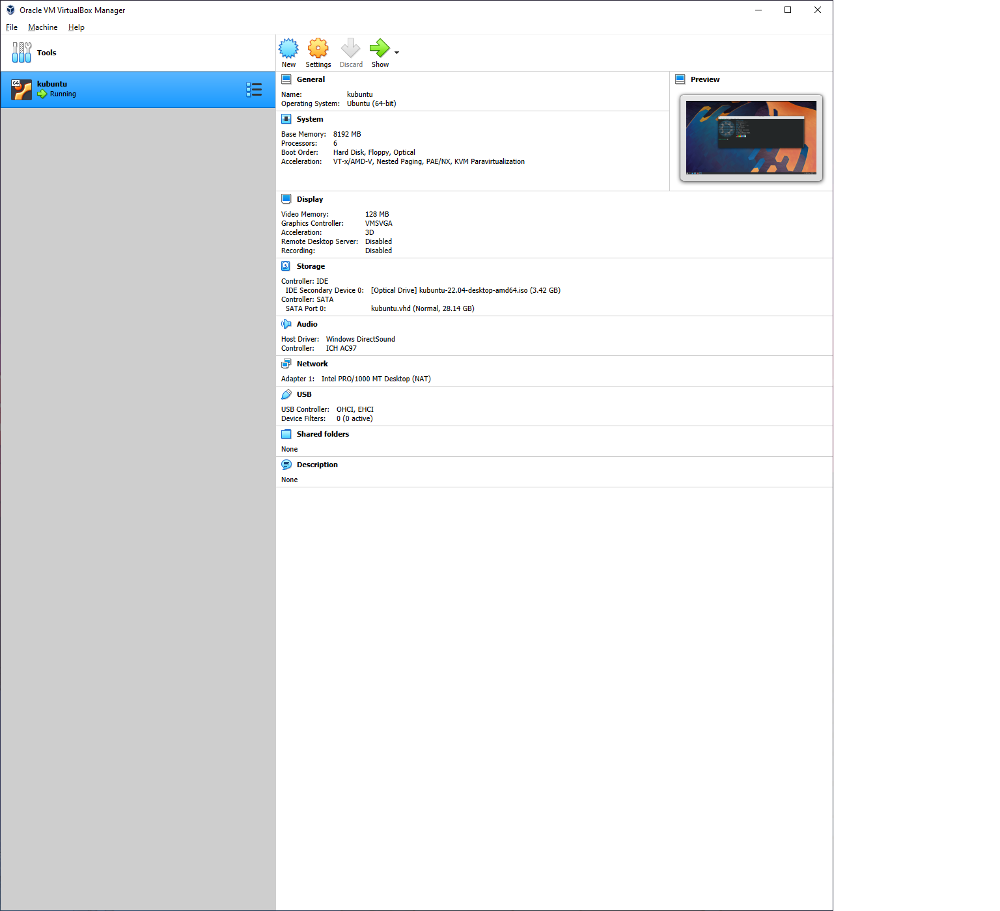 Oracle VM VirtualBox Manager
File Machine Help
Tools
New Settings Discard Show
64
kubuntu
Running
General
Name: kubuntu
Operating System: Ubuntu (64-bit)
Preview
System
Base Memory: 8192 MB
Processors: 6
Boot Order: Hard Disk, Floppy, Optical
Acceleration: VT-x/AMD-V, Nested Paging, PAE/NX, KVM Paravirtualization
Display
Video Memory: 128 MB
Graphics Controller: VMSVGA
Acceleration: 3D
Remote Desktop Server: Disabled
Recording: Disabled
Storage
Controller: IDE
IDE Secondary Device 0: [Optical Drive] kubuntu-22.04-desktop-amd64.iso (3.42 GB)
Controller: SATA
SATA Port 0: kubuntu.vhd (Normal, 28.14 GB)
Audio
Host Driver: Windows DirectSound
Controller: ICH AC97
Network
Adapter 1: Intel PRO/1000 MT Desktop (NAT)
USB
USB Controller: OHCI, EHCI
Device Filters: 0 (0 active)
Shared folders
None
Description
None